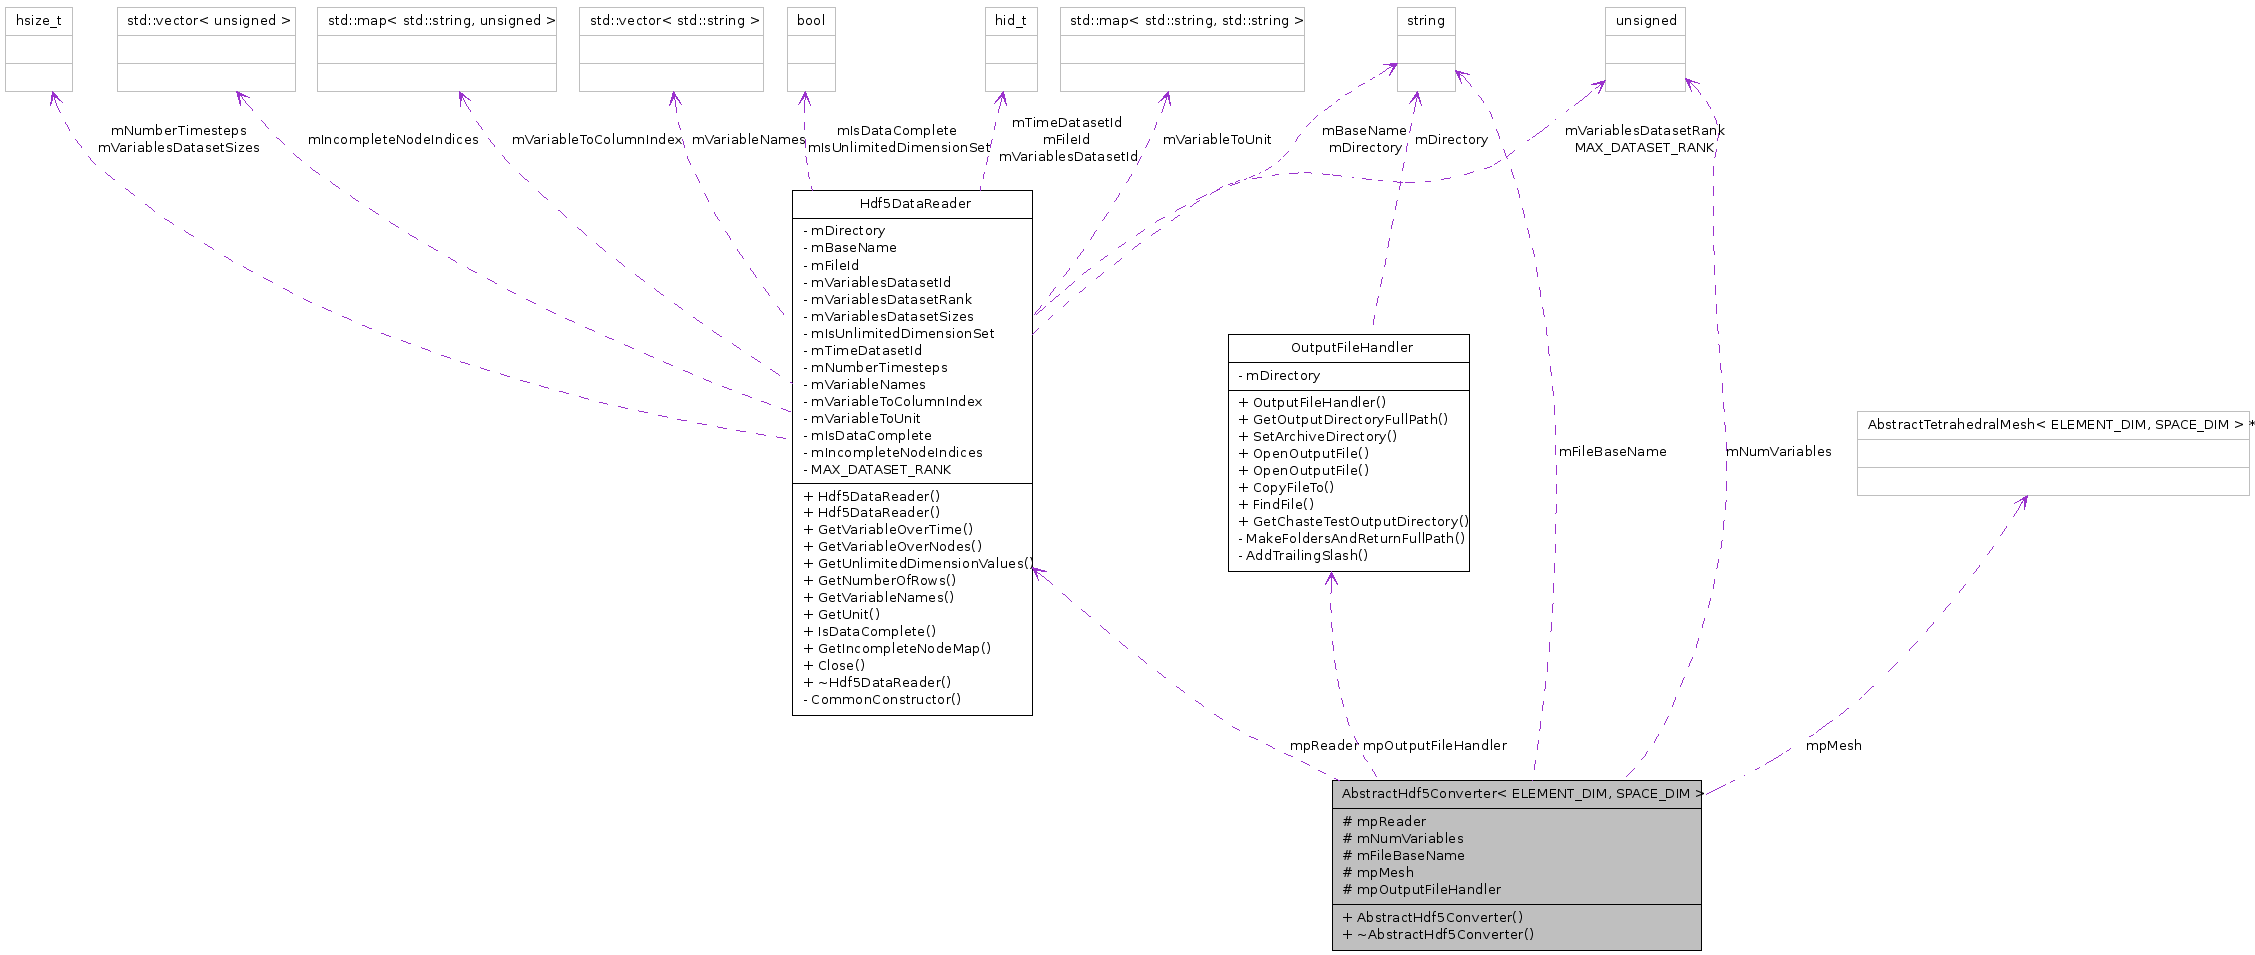 hsize_t
std::vector< unsigned >
std::map< std::string, unsigned >
std::vector< std::string >
bool
hid_t
std::map< std::string, std::string >
string
unsigned
mNumberTimesteps
mVariablesDatasetSizes
mIncompleteNodeIndices
mVariableToColumnIndex
mVariableNames
mIsDataComplete
mIsUnlimitedDimensionSet
mTimeDatasetId
mFileId
mVariablesDatasetId
mVariableToUnit
mBaseName
mDirectory
mDirectory
mVariablesDatasetRank
MAX_DATASET_RANK
Hdf5DataReader
- mDirectory
- mBaseName
- mFileId
- mVariablesDatasetId
- mVariablesDatasetRank
- mVariablesDatasetSizes
- mIsUnlimitedDimensionSet
- mTimeDatasetId
- mNumberTimesteps
- mVariableNames
- mVariableToColumnIndex
- mVariableToUnit
- mIsDataComplete
- mIncompleteNodeIndices
- MAX_DATASET_RANK
+ Hdf5DataReader()
+ Hdf5DataReader()
+ GetVariableOverTime()
+ GetVariableOverNodes()
+ GetUnlimitedDimensionValues()
+ GetNumberOfRows()
+ GetVariableNames()
+ GetUnit()
+ IsDataComplete()
+ GetIncompleteNodeMap()
+ Close()
+ ~Hdf5DataReader()
- CommonConstructor()
OutputFileHandler
- mDirectory
+ OutputFileHandler()
+ GetOutputDirectoryFullPath()
+ SetArchiveDirectory()
+ OpenOutputFile()
+ OpenOutputFile()
+ CopyFileTo()
+ FindFile()
+ GetChasteTestOutputDirectory()
- MakeFoldersAndReturnFullPath()
- AddTrailingSlash()
mFileBaseName
mNumVariables
AbstractTetrahedralMesh< ELEMENT_DIM, SPACE_DIM > *
mpReader
mpOutputFileHandler
mpMesh
AbstractHdf5Converter< ELEMENT_DIM, SPACE_DIM >
# mpReader
# mNumVariables
# mFileBaseName
# mpMesh
# mpOutputFileHandler
+ AbstractHdf5Converter()
+ ~AbstractHdf5Converter()